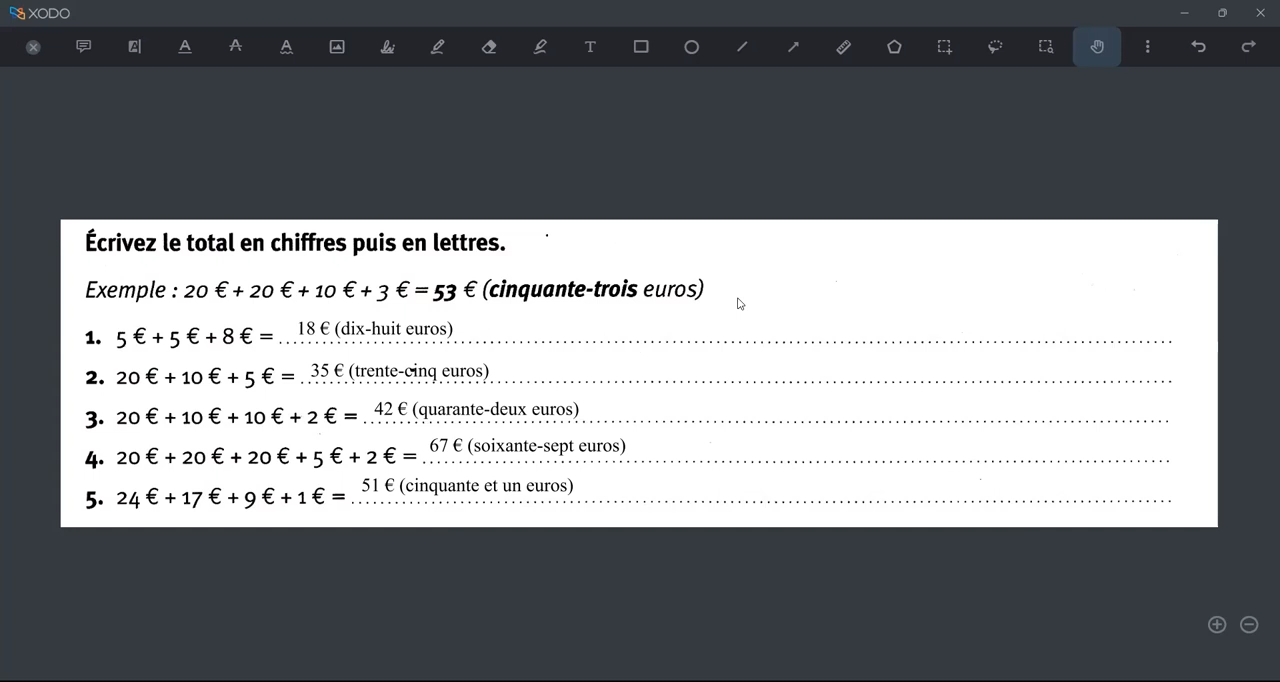 XODO
Écrivez le total en chiffres puis en lettres.
Exemple : 20 € + 20 € + 10 € + 3 € = 53 € (cinquante-trois euros)
1. 5 € + 5 € + 8 € = 18 € (dix-huit euros)
2. 20 € + 10 € + 5 € = 35 € (trente-cinq euros)
3. 20 € + 10 € + 10 € + 2 € = 42 € (quarante-deux euros)
4. 20 € + 20 € + 20 € + 5 € + 2 € = 67 € (soixante-sept euros)
5. 24 € + 17 € + 9 € + 1 € = 51 € (cinquante et un euros)